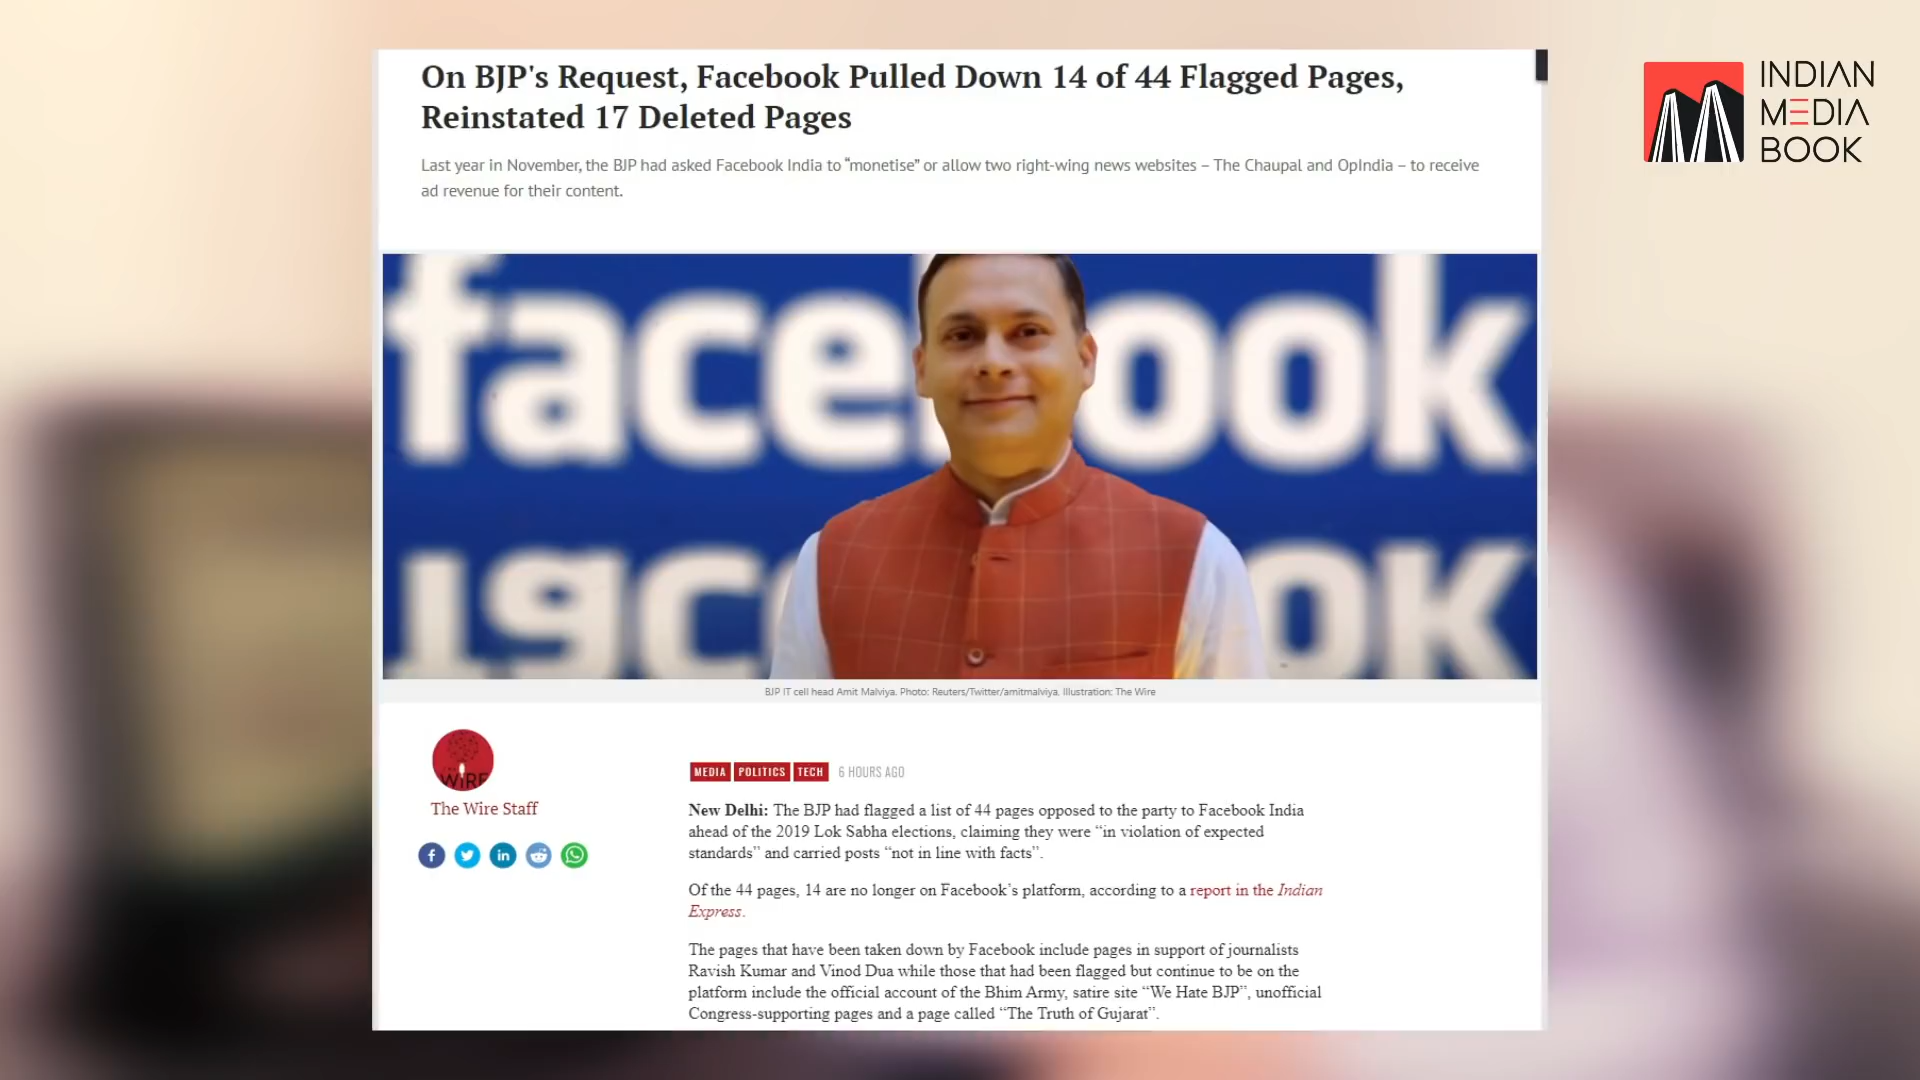 On BJP's Request, Facebook Pulled Down 14 of 44 Flagged Pages,
Reinstated 17 Deleted Pages
Last year in November, the BJP had asked Facebook India to “monetise” or allow two right-wing news websites – The Chaupal and OpIndia – to receive
ad revenue for their content.
INDIAN
MEDIA
BOOK
facebook
BJP IT cell head Amit Malviya. Photo: Reuters/Twitter/amitmalviya. Illustration: The Wire
WIRE
The Wire Staff
MEDIA POLITICS TECH 6 HOURS AGO
New Delhi: The BJP had flagged a list of 44 pages opposed to the party to Facebook India
ahead of the 2019 Lok Sabha elections, claiming they were “in violation of expected
standards” and carried posts “not in line with facts”.
Of the 44 pages, 14 are no longer on Facebook’s platform, according to a report in the Indian
Express.
The pages that have been taken down by Facebook include pages in support of journalists
Ravish Kumar and Vinod Dua while those that had been flagged but continue to be on the
platform include the official account of the Bhim Army, satire site “We Hate BJP”, unofficial
Congress-supporting pages and a page called “The Truth of Gujarat”.